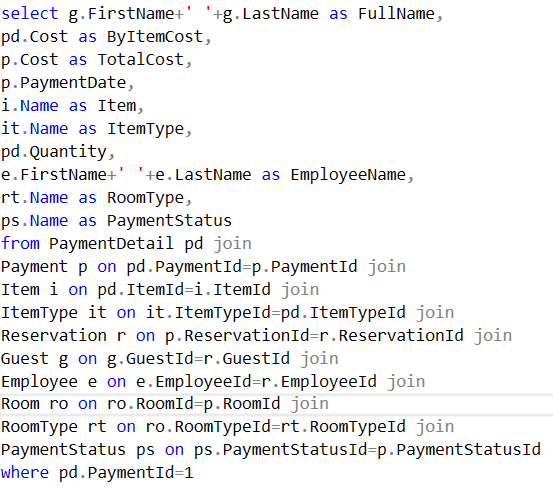 select g.FirstName+' '+g.LastName as FullName,
pd.Cost as ByItemCost,
p.Cost as TotalCost,
p.PaymentDate,
i.Name as Item,
it.Name as ItemType,
pd.Quantity,
e.FirstName+' '+e.LastName as EmployeeName,
rt.Name as RoomType,
ps.Name as PaymentStatus
from PaymentDetail pd join
Payment p on pd.PaymentId=p.PaymentId join
Item i on pd.ItemId=i.ItemId join
ItemType it on it.ItemTypeId=pd.ItemTypeId join
Reservation r on p.ReservationId=r.ReservationId join
Guest g on g.GuestId=r.GuestId join
Employee e on e.EmployeeId=r.EmployeeId join
Room ro on ro.RoomId=p.RoomId join
RoomType rt on ro.RoomTypeId=rt.RoomTypeId join
PaymentStatus ps on ps.PaymentStatusId=p.PaymentStatusId
where pd.PaymentId=1